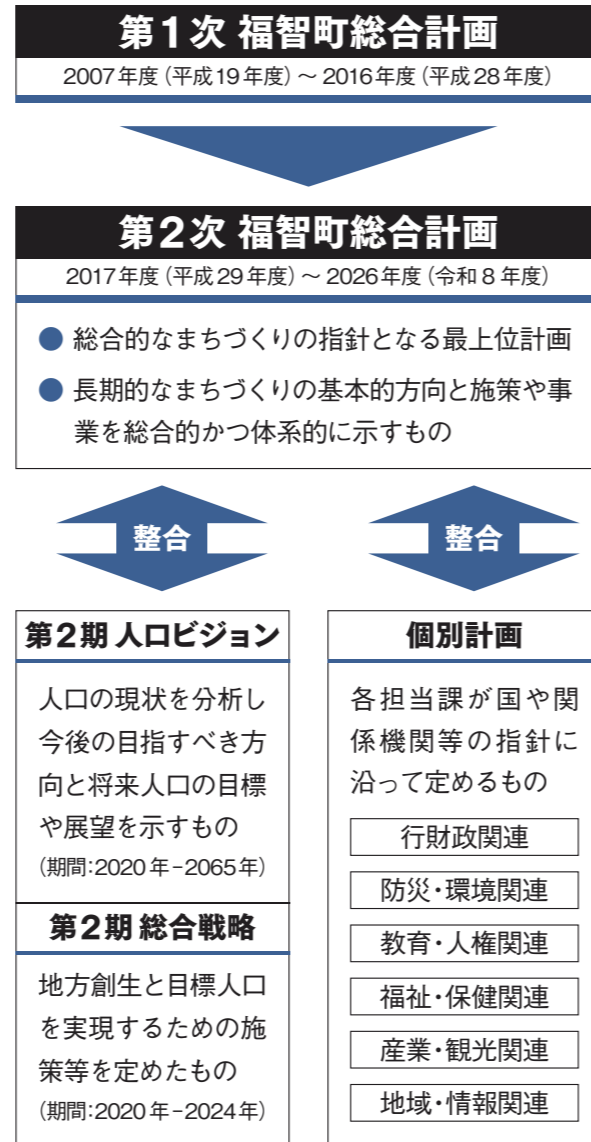 第1次 福智町総合計画
2007年度（平成19年度）～ 2016年度（平成28年度）
第2次 福智町総合計画
2017年度（平成29年度）～ 2026年度（令和8年度）
● 総合的なまちづくりの指針となる最上位計画
● 長期的なまちづくりの基本的方向と施策や事
業を総合的かつ体系的に示すもの
整合
整合
第2期 人口ビジョン
人口の現状を分析し
今後の目指すべき方
向と将来人口の目標
や展望を示すもの
（期間：2020年－2065年）
第2期 総合戦略
地方創生と目標人口
を実現するための施
策等を定めたもの
（期間：2020年－2024年）
個別計画
各担当課が国や関
係機関等の指針に
沿って定めるもの
行財政関連
防災・環境関連
教育・人権関連
福祉・保健関連
産業・観光関連
地域・情報関連